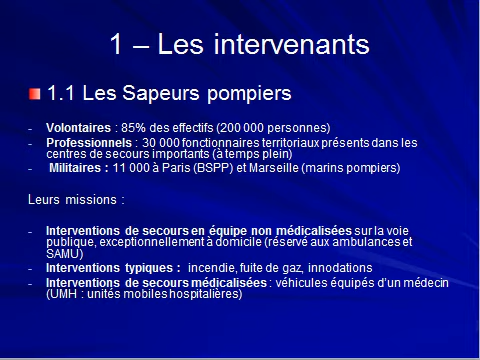 1 – Les intervenants
1.1 Les Sapeurs pompiers
- Volontaires : 85% des effectifs (200 000 personnes)
- Professionnels : 30 000 fonctionnaires territoriaux présents dans les
centres de secours importants (à temps plein)
- Militaires : 11 000 à Paris (BSPP) et Marseille (marins pompiers)
Leurs missions :
- Interventions de secours en équipe non médicalisées sur la voie
publique, exceptionnellement à domicile (réservé aux ambulances et
SAMU)
- Interventions typiques : incendie, fuite de gaz, innodations
- Interventions de secours médicalisées : véhicules équipés d'un médecin
(UMH : unités mobiles hospitalières)